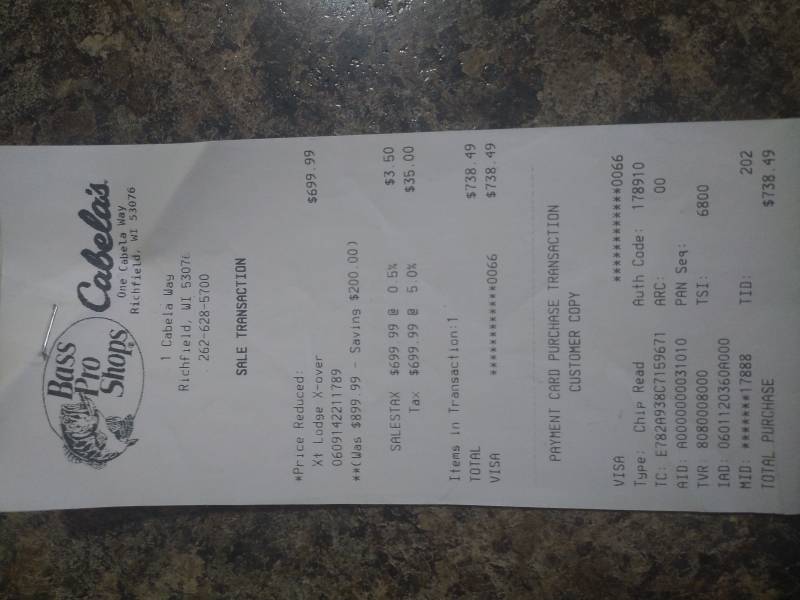 Bass
Pro
Shops®
Cabela's
One Cabela Way
Richfield, WI 53076
1 Cabela Way
Richfield, WI 53076
262-628-5700
SALE TRANSACTION
*Price Reduced:
Xt Lodge X-over $699.99
0609142211789
**(Was $899.99 - Saving $200.00)
SALESTAX $699.99 @ 0.5% $3.50
Tax $699.99 @ 5.0% $35.00
Items in Transaction:1
TOTAL $738.49
VISA ************0066 $738.49
PAYMENT CARD PURCHASE TRANSACTION
CUSTOMER COPY
VISA ************0066
Type: Chip Read Auth Code: 178910
TC: E782A938C7159671 ARC: 00
AID: A0000000031010 PAN Seq:
TVR 8080008000 TSI: 6800
IAD: 0601120360A000
MID: *******17888 TID: 202
TOTAL PURCHASE $738.49